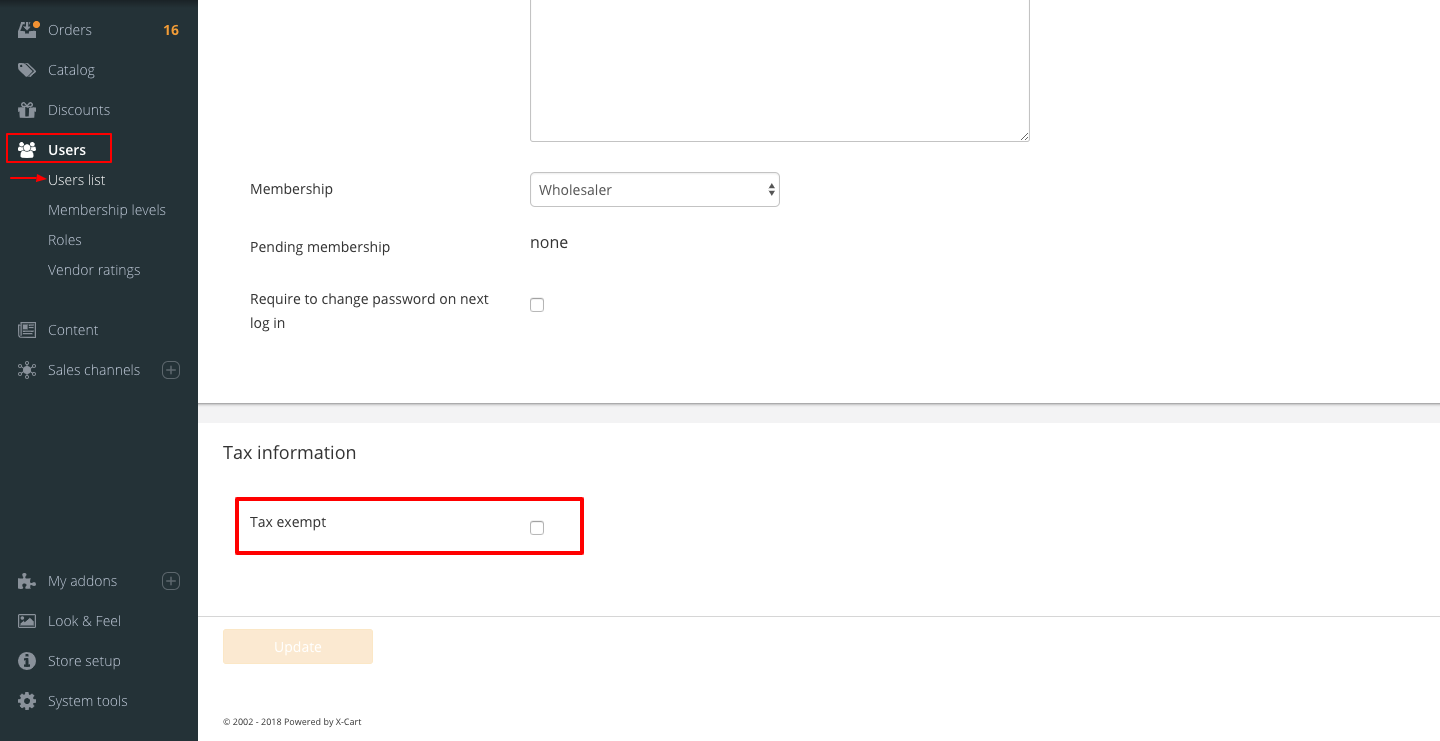 Orders 16
Catalog
Discounts
Users
Users list
Membership levels
Roles
Vendor ratings
Content
Sales channels
My addons
Look & Feel
Store setup
System tools
Membership Wholesaler
Pending membership none
Require to change password on next
log in
Tax information
Tax exempt
Update
© 2002 - 2018 Powered by X-Cart